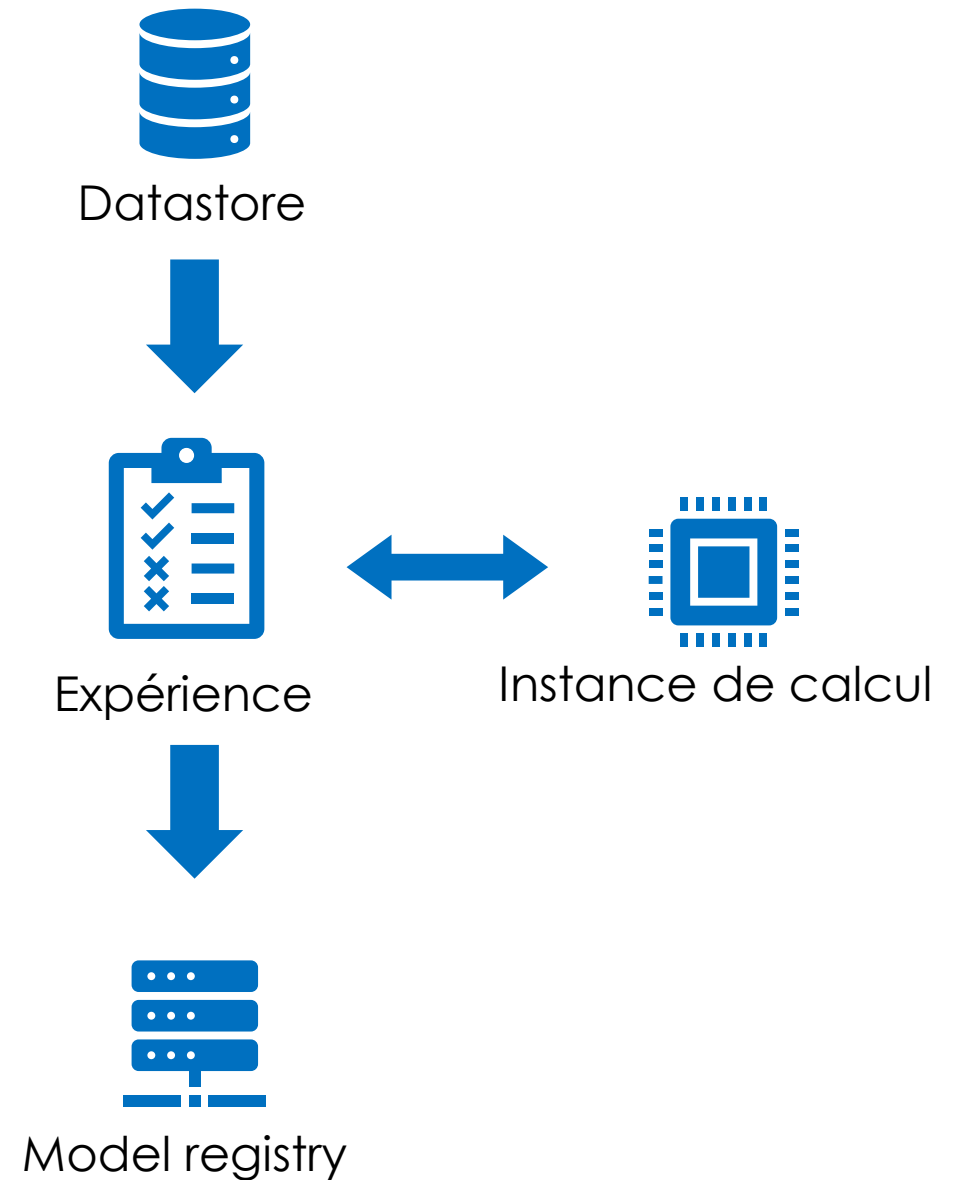 Datastore
Expérience
Instance de calcul
Model registry